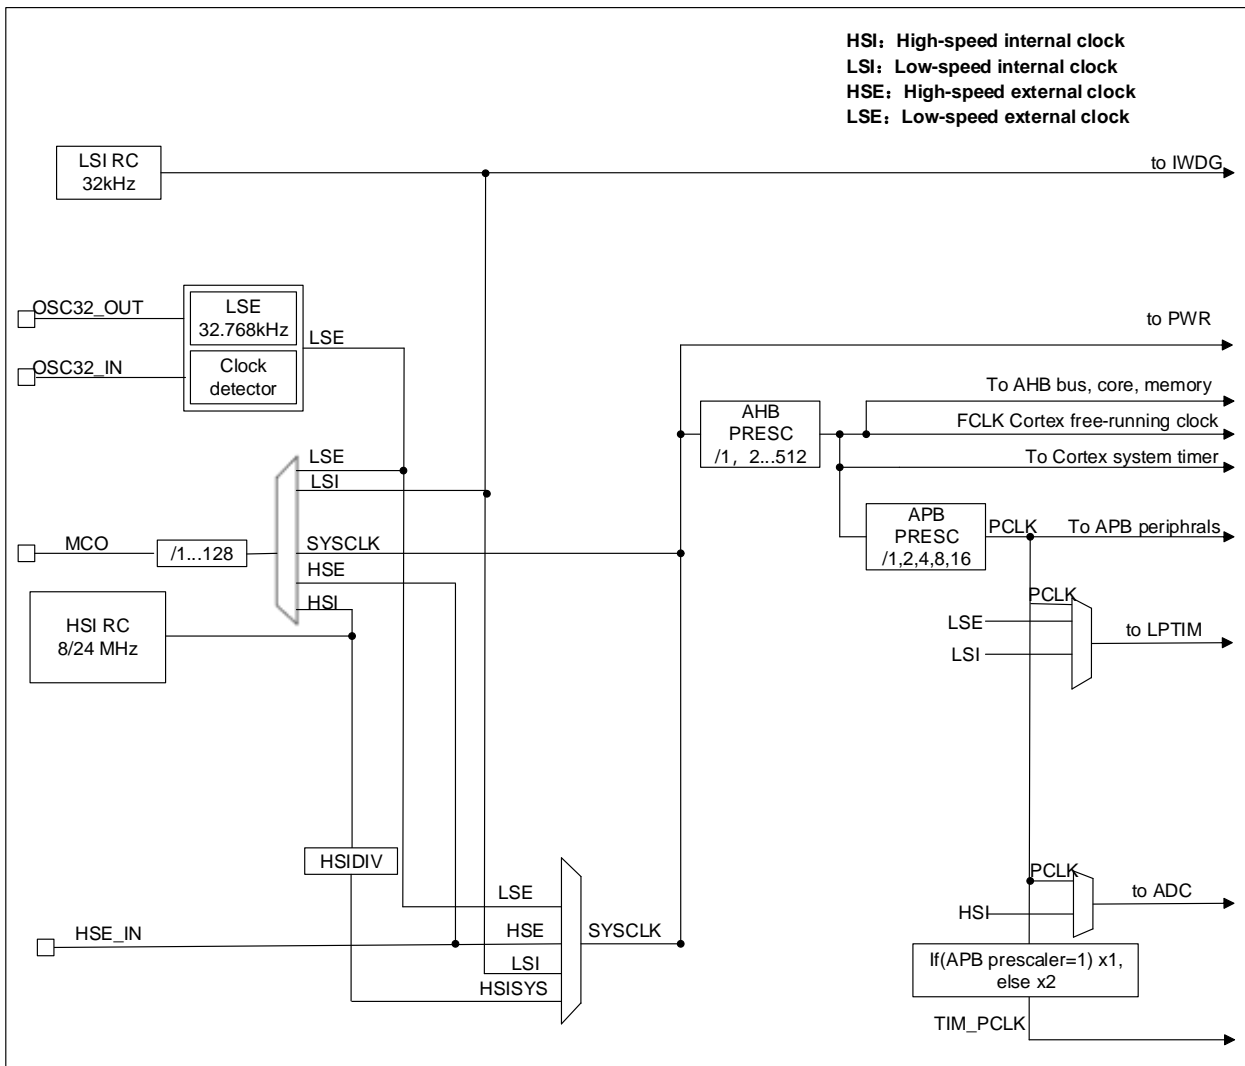 HSI：High-speed internal clock
LSI：Low-speed internal clock
HSE：High-speed external clock
LSE：Low-speed external clock
LSI RC
32kHz
to IWDG
OSC32_OUT
OSC32_IN
LSE
32.768kHz
Clock
detector
LSE
to PWR
To AHB bus, core, memory
AHB
PRESC
/1，2...512
FCLK Cortex free-running clock
To Cortex system timer
LSE
LSI
MCO
/1...128
SYSCLK
HSE
HSI
APB
PRESC
/1,2,4,8,16
PCLK
To APB periphrals
HSI RC
8/24 MHz
PCLK
LSE
LSI
to LPTIM
HSIDIV
LSE
HSE_IN
HSE
LSI
HSISYS
SYSCLK
PCLK
HSI
to ADC
If(APB prescaler=1) x1,
else x2
TIM_PCLK